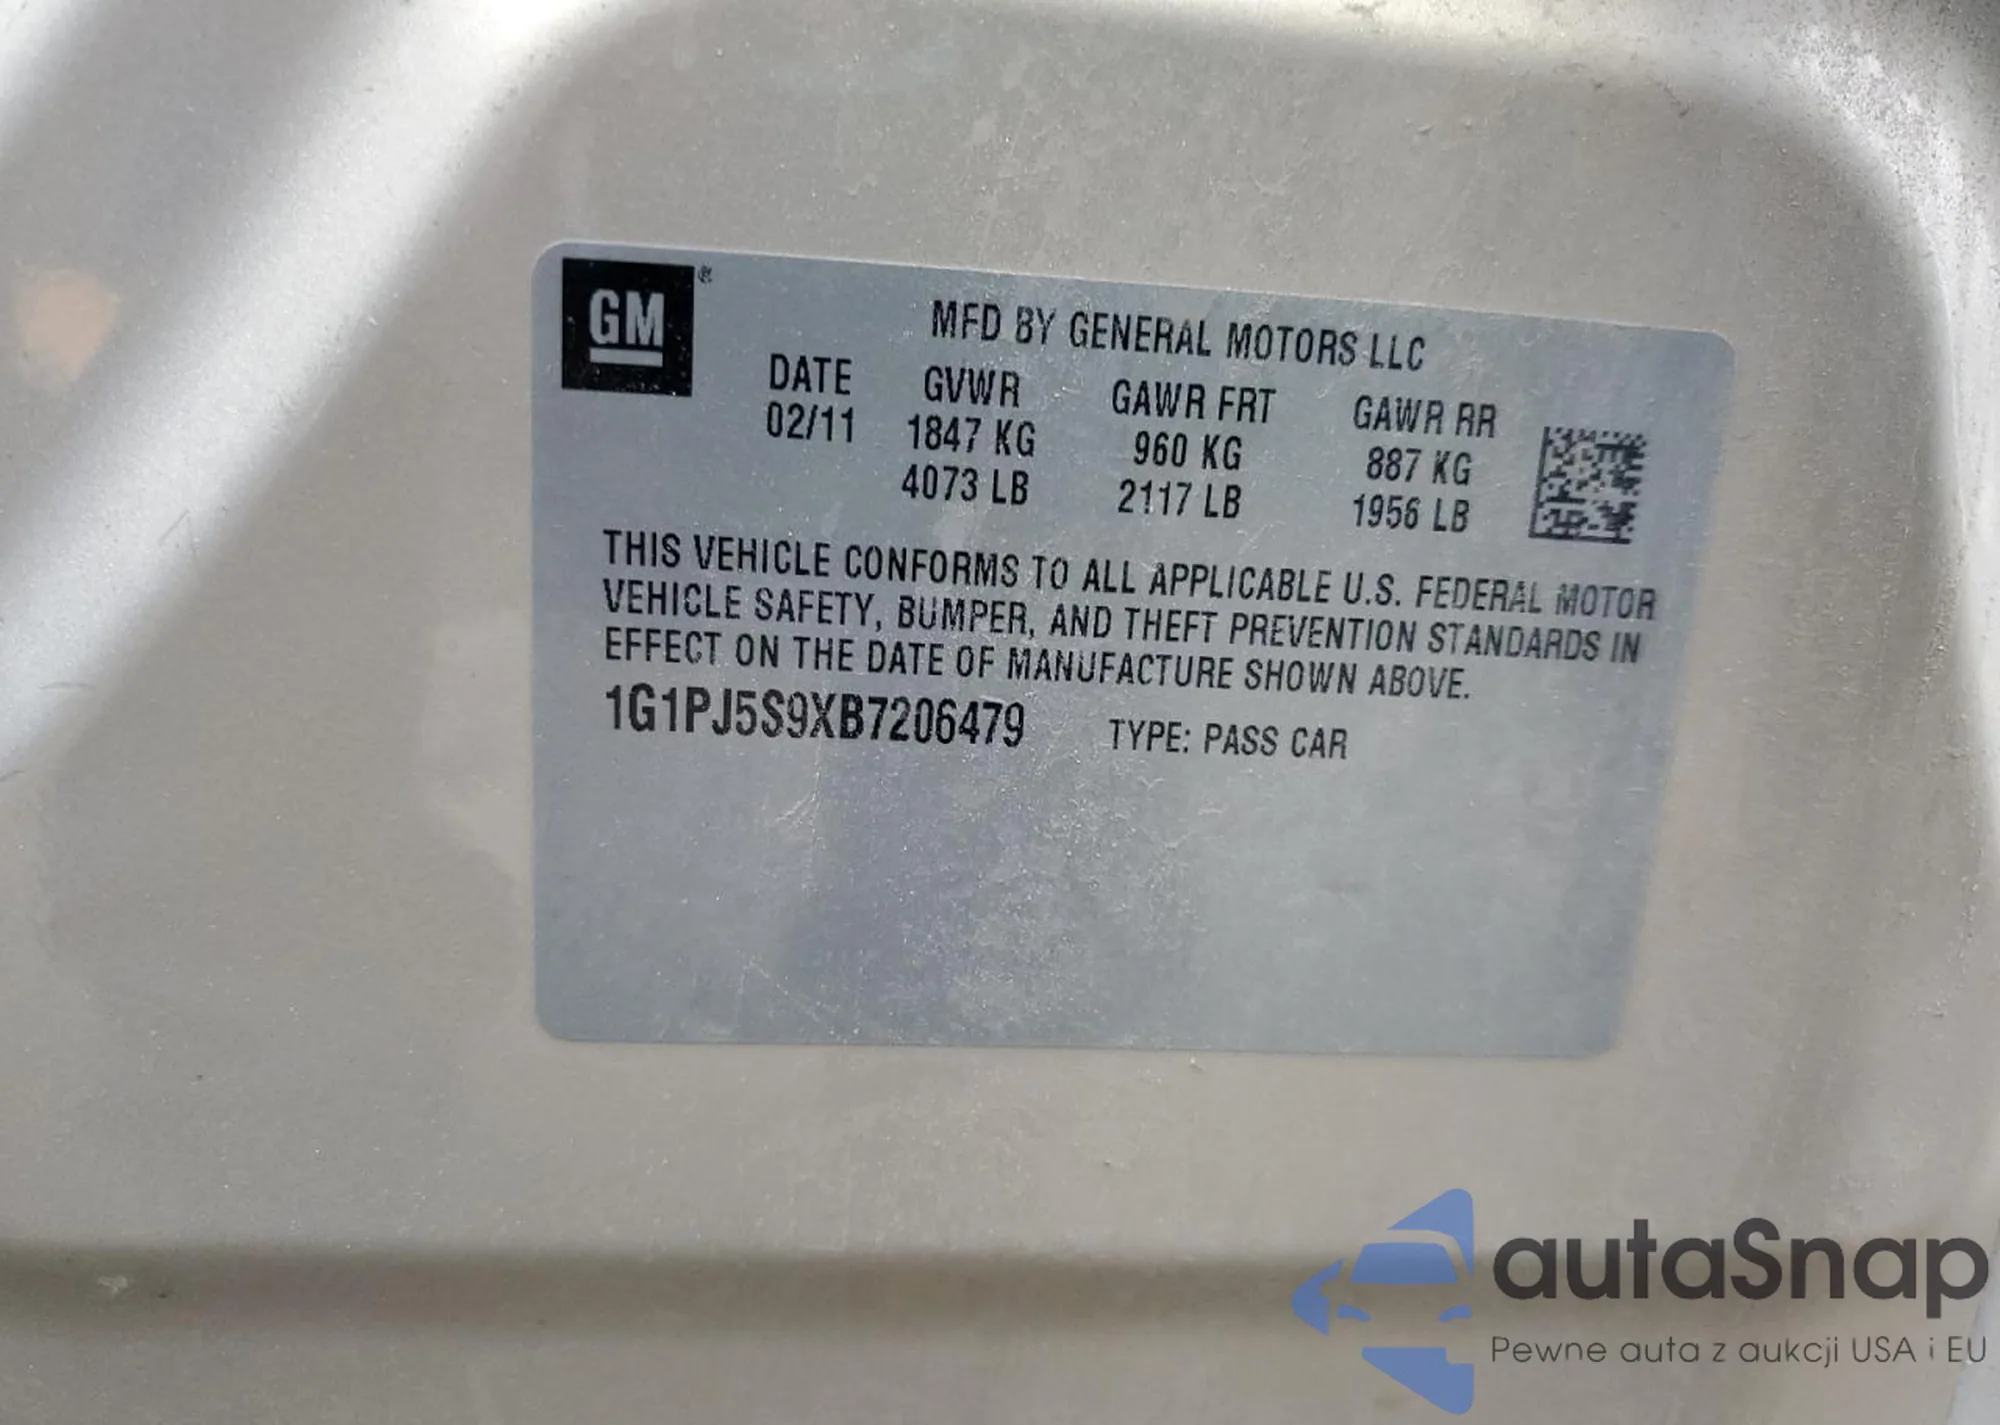 GM ®
MFD BY GENERAL MOTORS LLC
DATE GVWR GAWR FRT GAWR RR
02/11 1847 KG 960 KG 887 KG
4073 LB 2117 LB 1956 LB
THIS VEHICLE CONFORMS TO ALL APPLICABLE U.S. FEDERAL MOTOR
VEHICLE SAFETY, BUMPER, AND THEFT PREVENTION STANDARDS IN
EFFECT ON THE DATE OF MANUFACTURE SHOWN ABOVE.
1G1PJ5S9XB7206479 TYPE: PASS CAR
autaSnap
Pewne auta z aukcji USA i EU